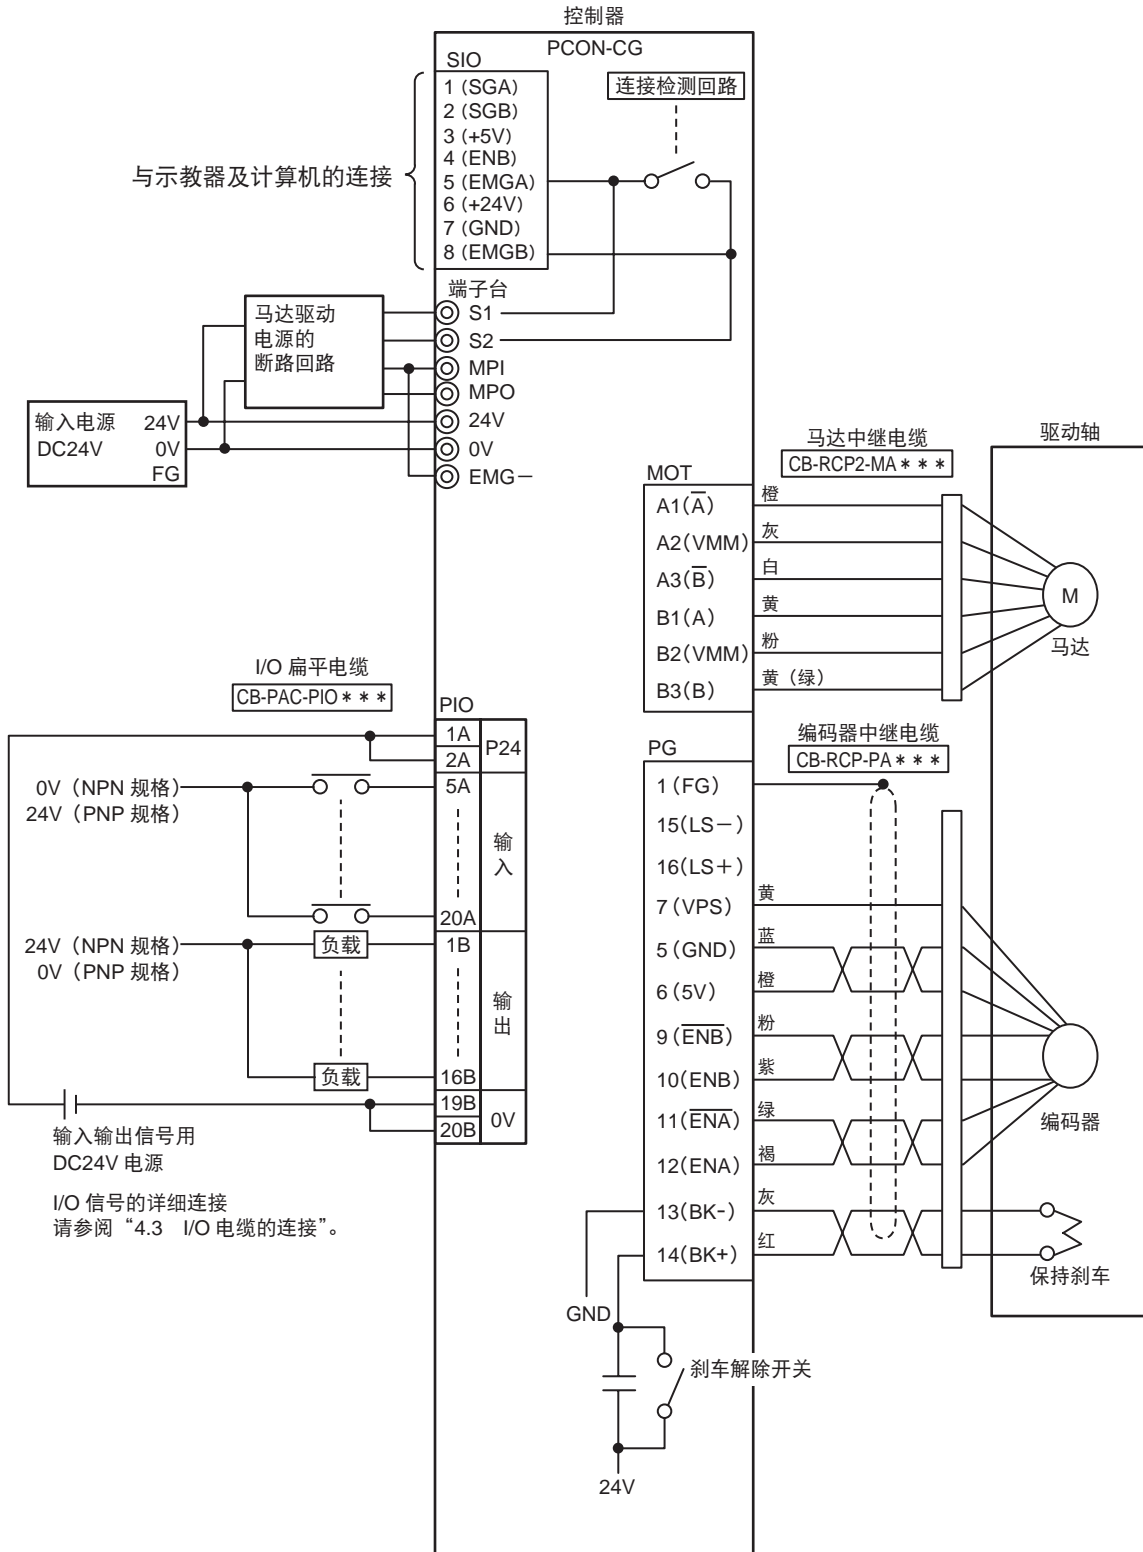 控制器
PCON-CG
SIO
1 (SGA)
2 (SGB)
3 (+5V)
4 (ENB)
5 (EMGA)
6 (+24V)
7 (GND)
8 (EMGB)
连接检测回路
与示教器及计算机的连接
端子台
S1
S2
MPI
MPO
24V
0V
EMG－
马达驱动
电源的
断路回路
输入电源 24V
DC24V 0V
FG
马达中继电缆
CB-RCP2-MA＊＊＊
驱动轴
MOT
A1(A̅)
A2(VMM)
A3(B̅)
B1(A)
B2(VMM)
B3(B)
橙
灰
白
黄
粉
黄（绿）
M
马达
I/O 扁平电缆
CB-PAC-PIO＊＊＊
PIO
1A
2A
P24
5A
输入
20A
1B
输出
16B
19B
20B
0V
0V（NPN 规格）
24V（PNP 规格）
24V（NPN 规格）
0V（PNP 规格）
负载
负载
输入输出信号用
DC24V 电源
I/O 信号的详细连接
请参阅“4.3 I/O 电缆的连接”。
编码器中继电缆
CB-RCP-PA＊＊＊
PG
1 (FG)
15(LS－)
16(LS＋)
7 (VPS)
5 (GND)
6 (5V)
9 (E̅N̅B̅)
10(ENB)
11(E̅N̅A̅)
12(ENA)
13(BK-)
14(BK+)
黄
蓝
橙
粉
紫
绿
褐
灰
红
编码器
保持刹车
GND
刹车解除开关
24V